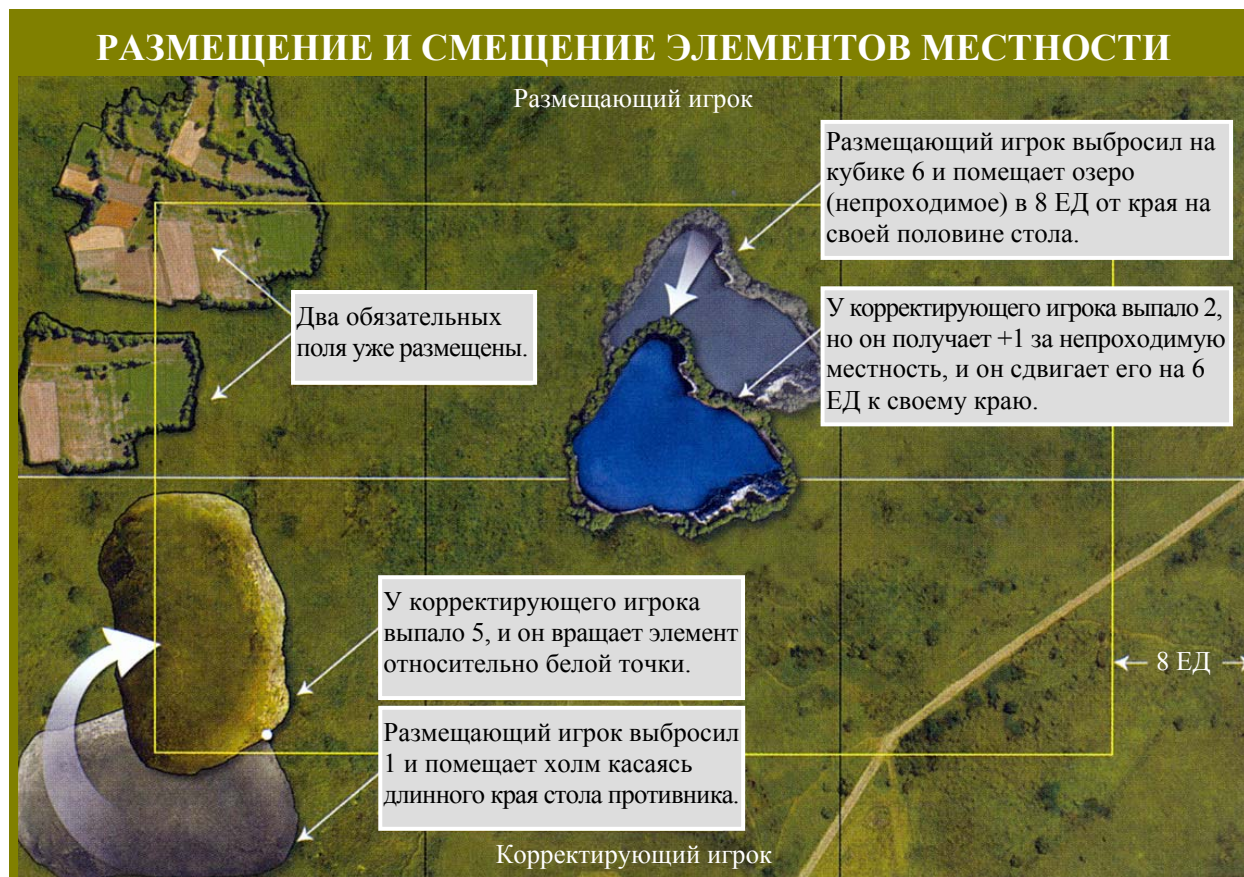 РАЗМЕЩЕНИЕ И СМЕЩЕНИЕ ЭЛЕМЕНТОВ МЕСТНОСТИ
Размещающий игрок
Размещающий игрок выбросил на
кубике 6 и помещает озеро
(непроходимое) в 8 ЕД от края на
своей половине стола.
Два обязательных
поля уже размещены.
У корректирующего игрока выпало 2,
но он получает +1 за непроходимую
местность, и он сдвигает его на 6
ЕД к своему краю.
У корректирующего игрока
выпало 5, и он вращает элемент
относительно белой точки.
8 ЕД
Размещающий игрок выбросил
1 и помещает холм касаясь
длинного края стола противника.
Корректирующий игрок